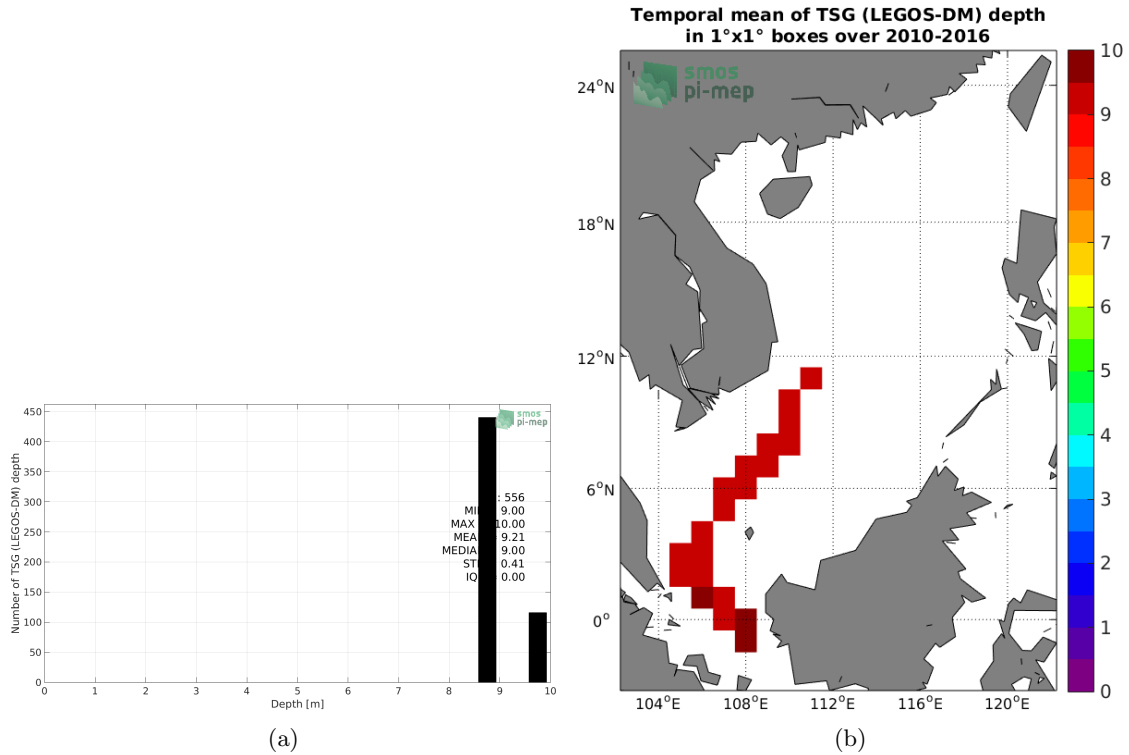 Temporal mean of TSG (LEGOS-DM) depth
in 1°x1° boxes over 2010-2016
smos
pi-mep
24°N
18°N
12°N
6°N
0°
104°E
108°E
112°E
116°E
120°E
10
9
8
7
6
5
4
3
2
1
0
smos
pi-mep
450
400
350
300
250
200
150
100
50
0
Number of TSG (LEGOS-DM) depth
: 556
9.00
MAX
10.00
9.21
9.00
0.41
0.00
0
1
2
3
4
5
6
7
8
9
10
Depth [m]
(a)
(b)